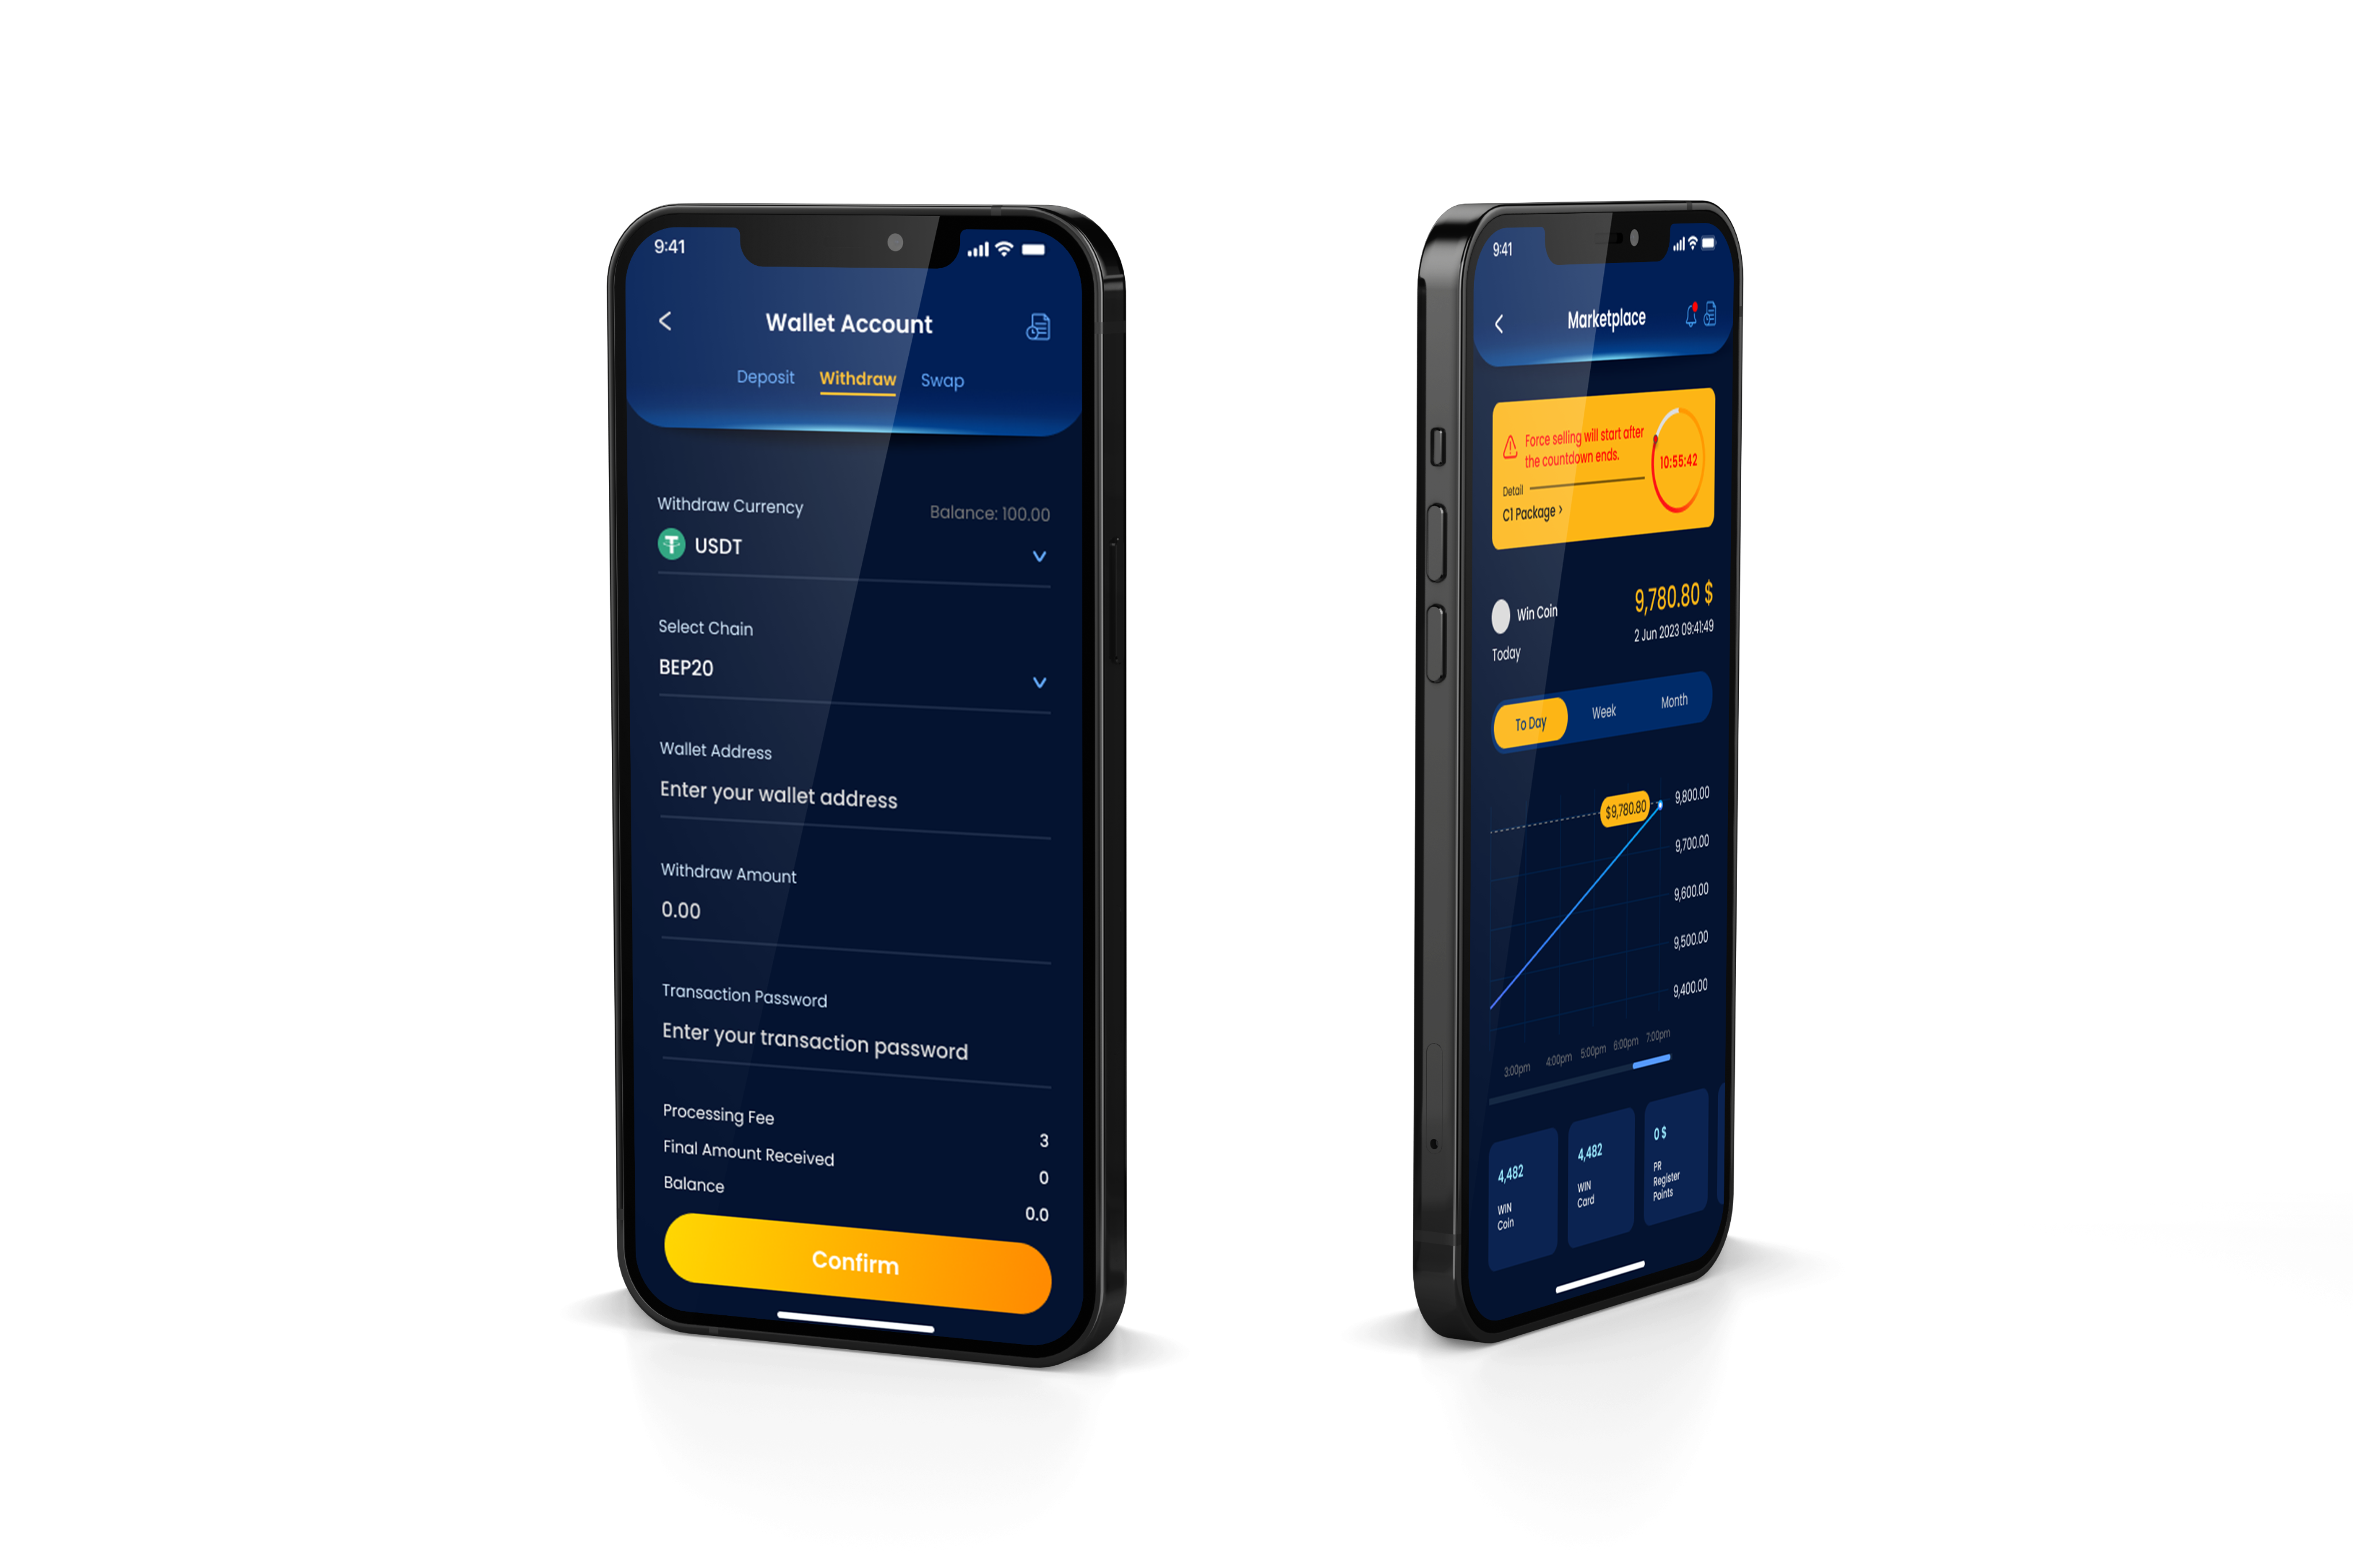 9:41
Wallet Account
Deposit Withdraw Swap
Withdraw Currency Balance: 100.00
USDT
Select Chain
BEP20
Wallet Address
Enter your wallet address
Withdraw Amount
0.00
Transaction Password
Enter your transaction password
Processing Fee 3
Final Amount Received 0
Balance 0.0
Confirm
9:41
Marketplace
Force selling will start after
the countdown ends.
10:55:42
Detail
C1 Package >
Win Coin 9,780.80 $
2 Jun 2023 09:41:49
Today
To Day Week Month
$9,780.80
9,800.00
9,700.00
9,600.00
9,500.00
9,400.00
3:00pm 4:00pm 5:00pm 6:00pm 7:00pm
4,482
WIN
Coin
4,482
WIN
Card
0 $
PR
Register
Points